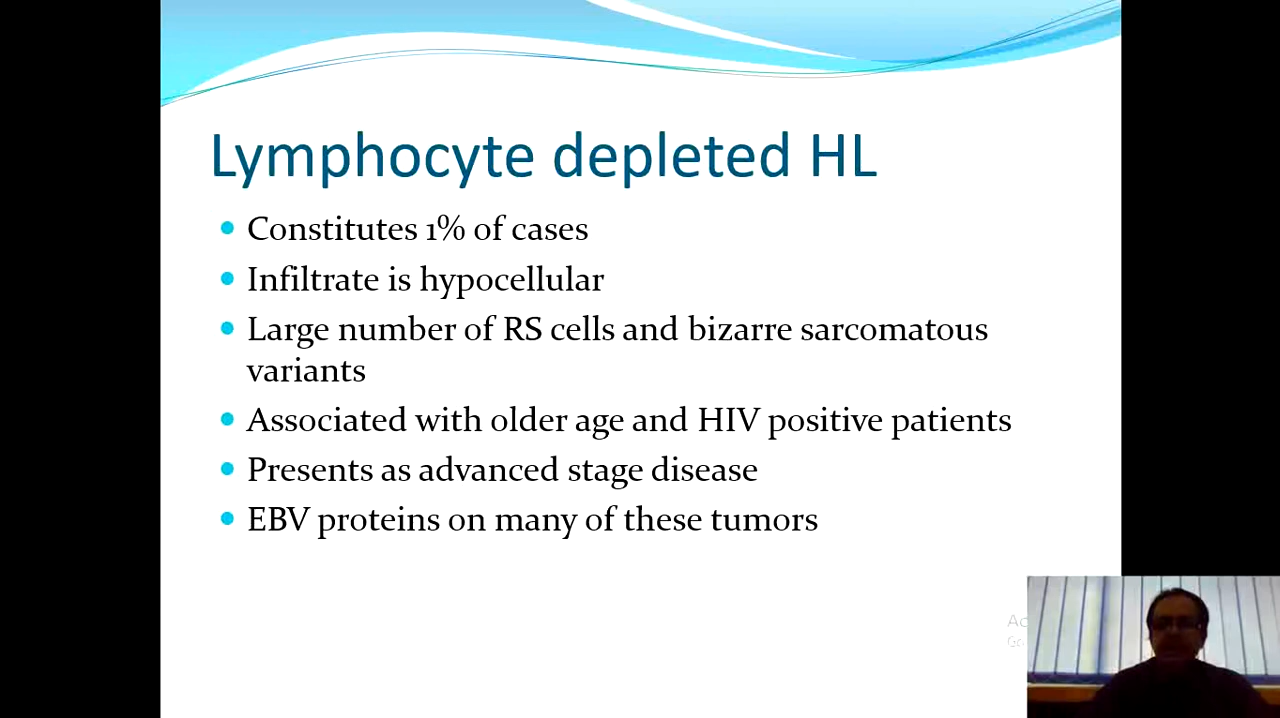 Lymphocyte depleted HL
• Constitutes 1% of cases
• Infiltrate is hypocellular
• Large number of RS cells and bizarre sarcomatous
variants
• Associated with older age and HIV positive patients
• Presents as advanced stage disease
• EBV proteins on many of these tumors